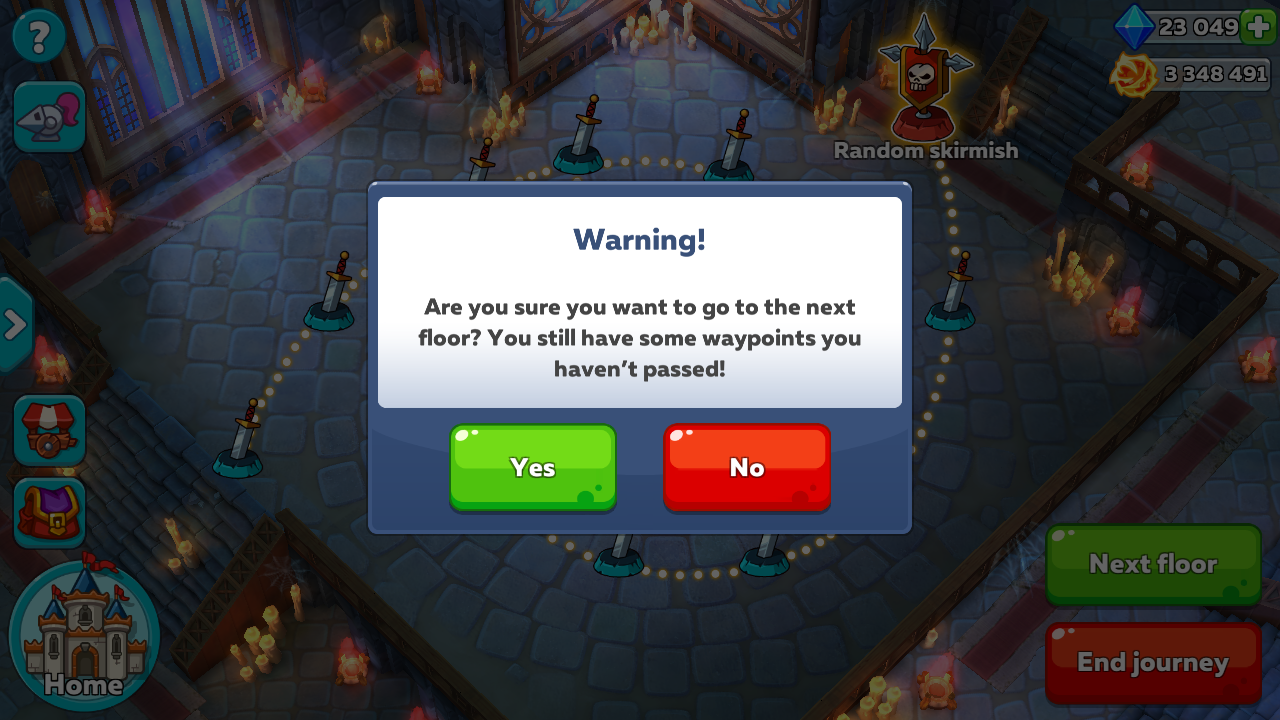 ?
23 049
3 348 491
Random skirmish
Warning!
Are you sure you want to go to the next
floor? You still have some waypoints you
haven't passed!
Yes
No
Next floor
End journey
Home